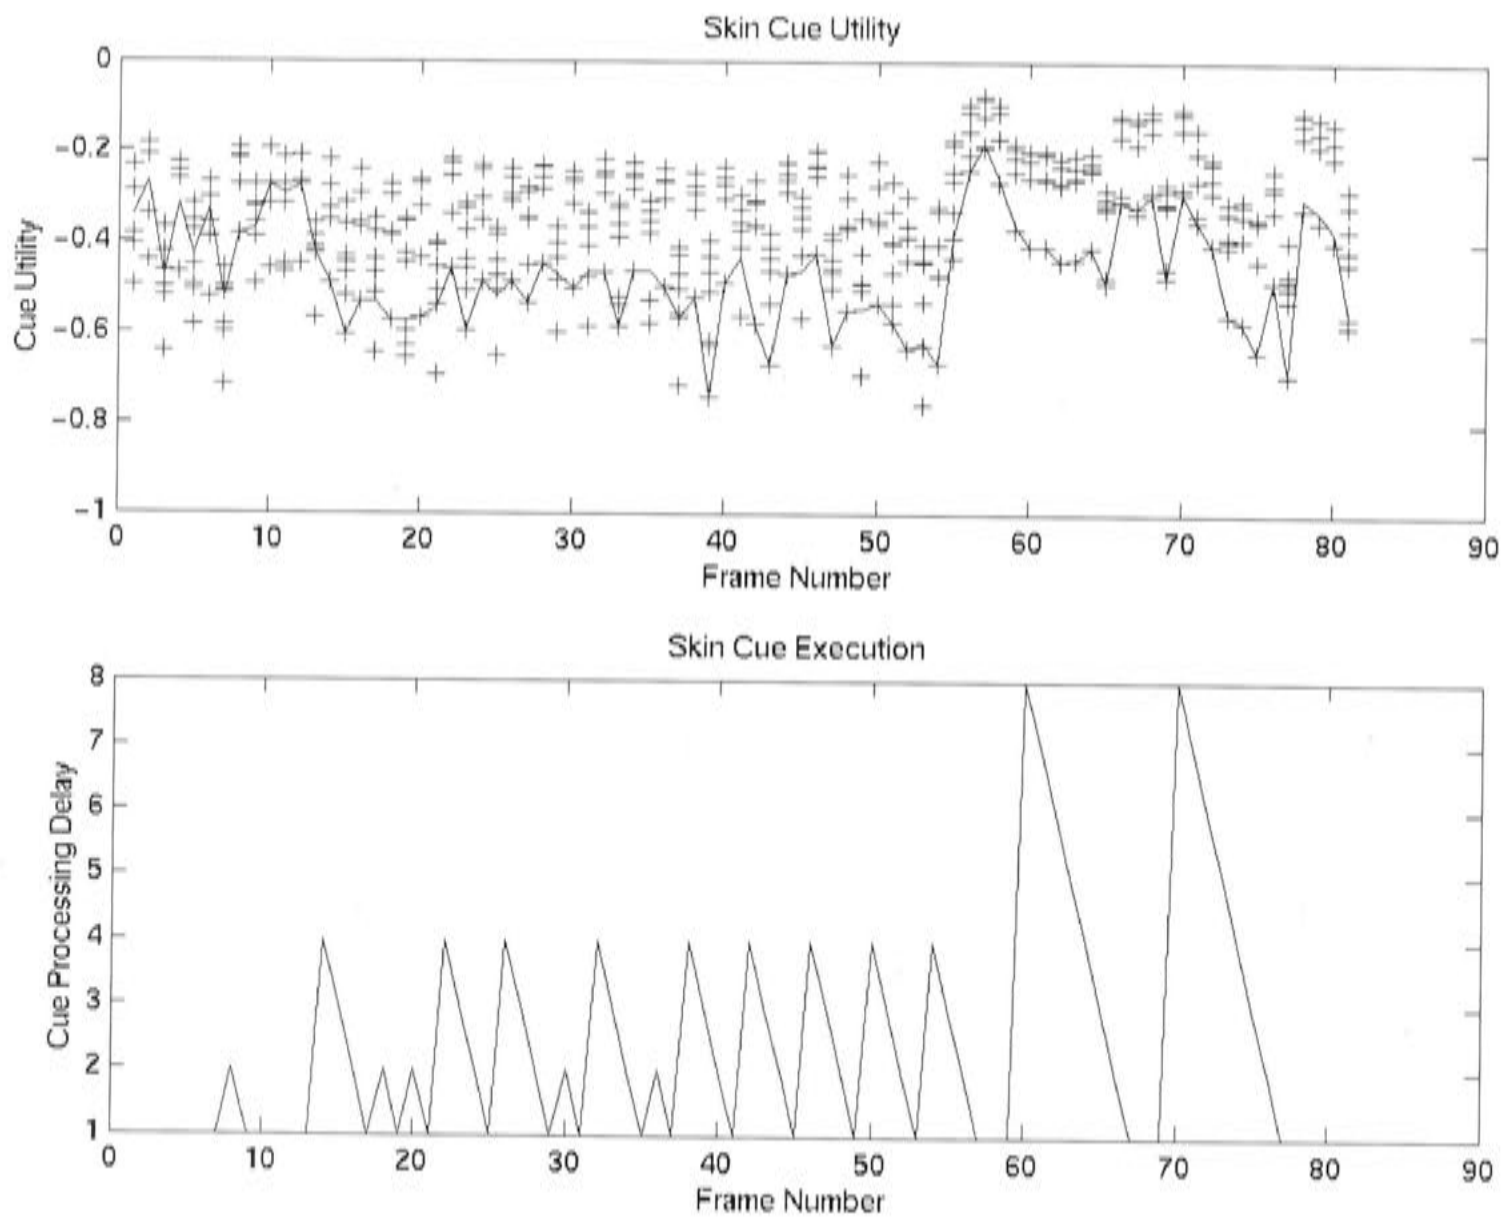 Skin Cue Utility
0
−0.2
−0.4
−0.6
−0.8
−1
Cue Utility
0 10 20 30 40 50 60 70 80 90
Frame Number
Skin Cue Execution
8
7
6
5
4
3
2
1
Cue Processing Delay
0 10 20 30 40 50 60 70 80 90
Frame Number